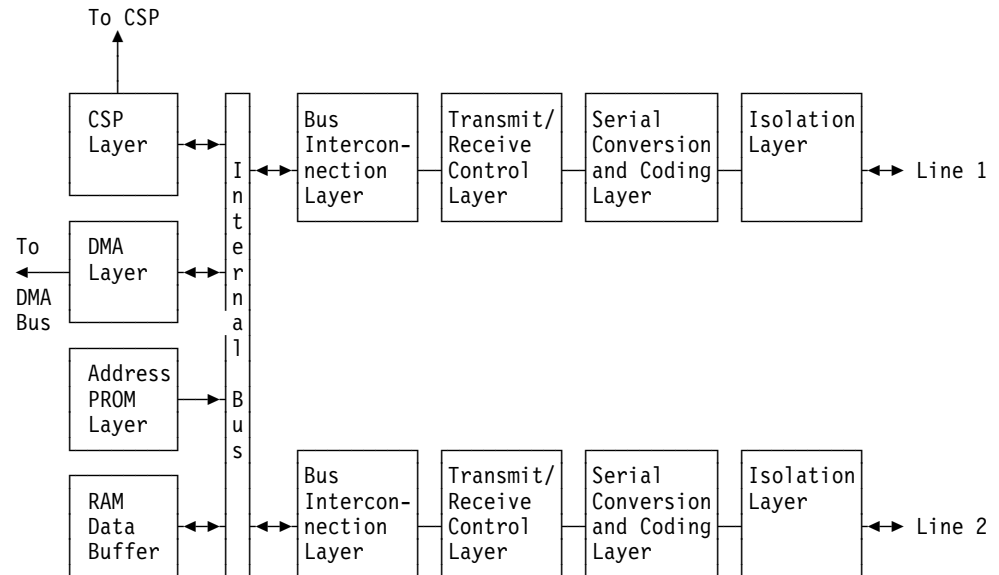 To CSP
CSP
Layer
Internal Bus
Bus
Intercon-
nection
Layer
Transmit/
Receive
Control
Layer
Serial
Conversion
and Coding
Layer
Isolation
Layer
Line 1
To
DMA
Bus
DMA
Layer
Address
PROM
Layer
RAM
Data
Buffer
Bus
Intercon-
nection
Layer
Transmit/
Receive
Control
Layer
Serial
Conversion
and Coding
Layer
Isolation
Layer
Line 2